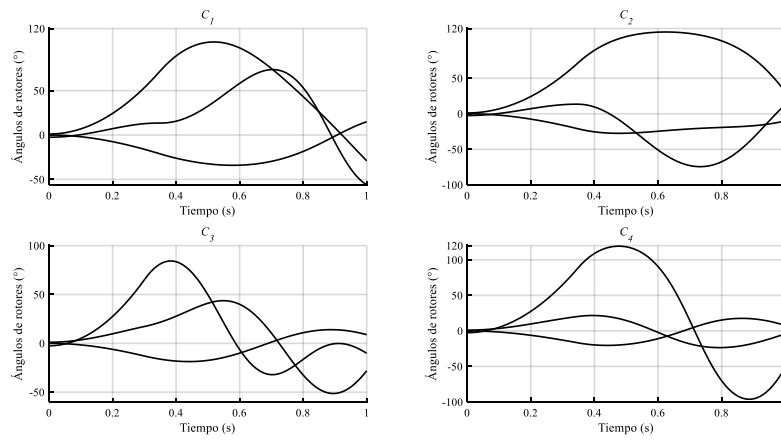 C1
C2
120
50
0
-50
Ángulos de rotores (°)
0 0.2 0.4 0.6 0.8 1
Tiempo (s)
120
50
0
-50
-100
Ángulos de rotores (°)
0 0.2 0.4 0.6 0.8
Tiempo (s)
C3
C4
100
50
0
-50
Ángulos de rotores (°)
0 0.2 0.4 0.6 0.8 1
Tiempo (s)
120
100
50
0
-50
-100
Ángulos de rotores (°)
0 0.2 0.4 0.6 0.8
Tiempo (s)